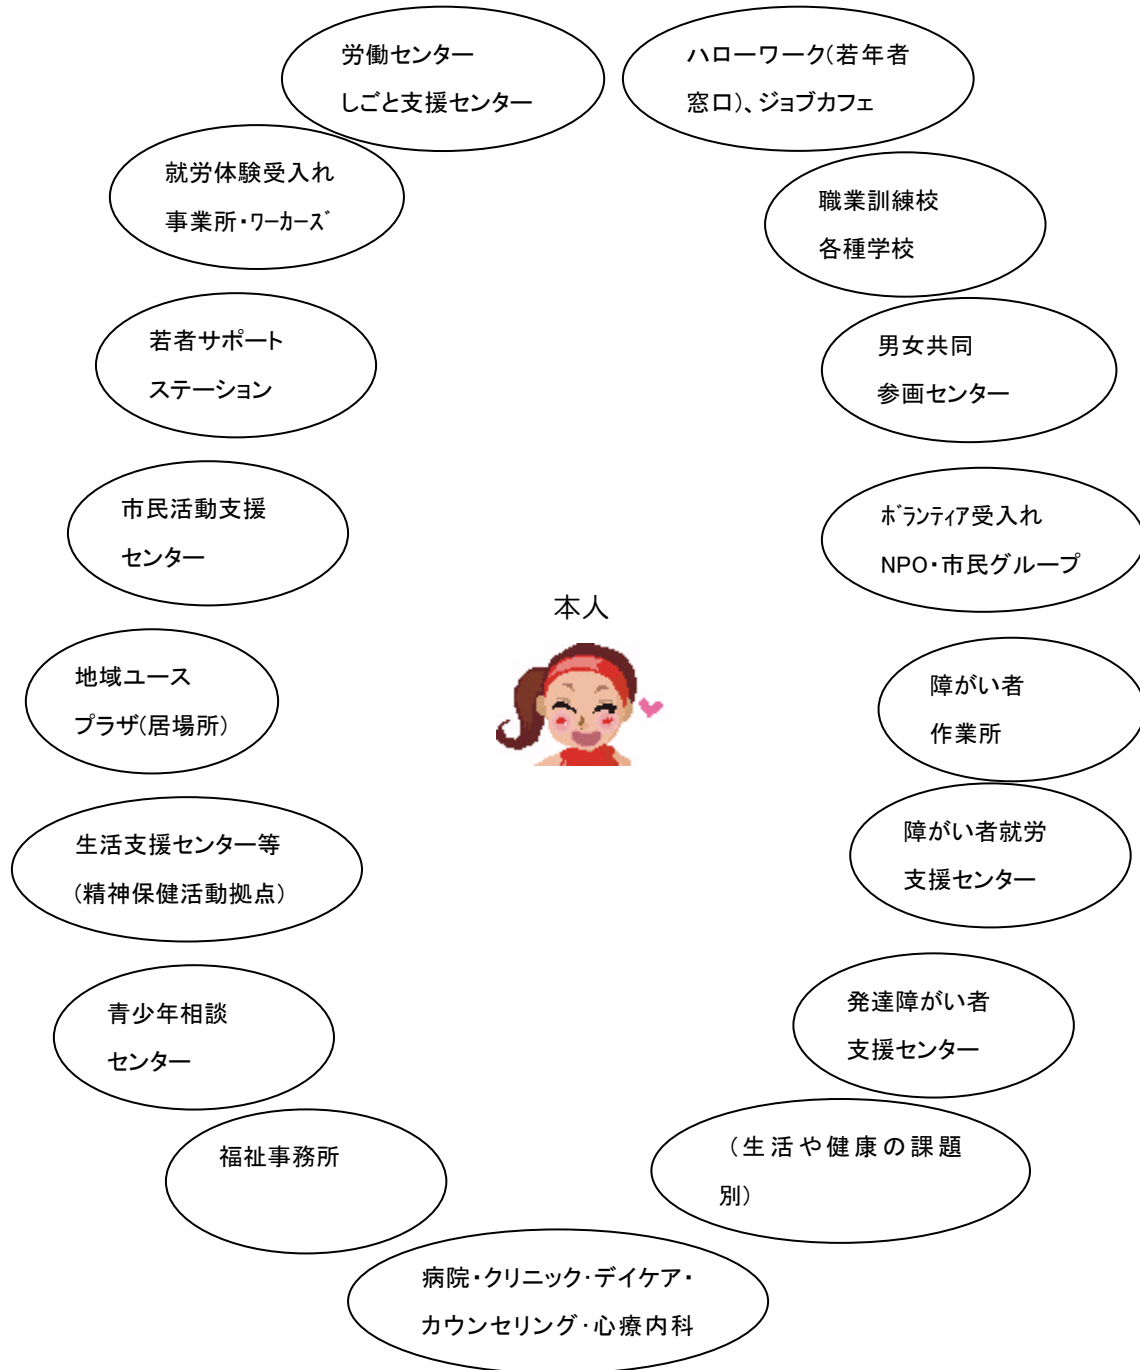 労働センター
しごと支援センター
ハローワーク(若年者
窓口)、ジョブカフェ
就労体験受入れ
事業所・ﾜｰｶｰｽﾞ
職業訓練校
各種学校
若者サポート
ステーション
男女共同
参画センター
市民活動支援
センター
ﾎﾞﾗﾝﾃｨｱ受入れ
NPO・市民グループ
本人
地域ユース
プラザ(居場所)
障がい者
作業所
生活支援センター等
(精神保健活動拠点)
障がい者就労
支援センター
青少年相談
センター
発達障がい者
支援センター
福祉事務所
(生活や健康の課題
別)
病院・クリニック・デイケア・
カウンセリング・心療内科